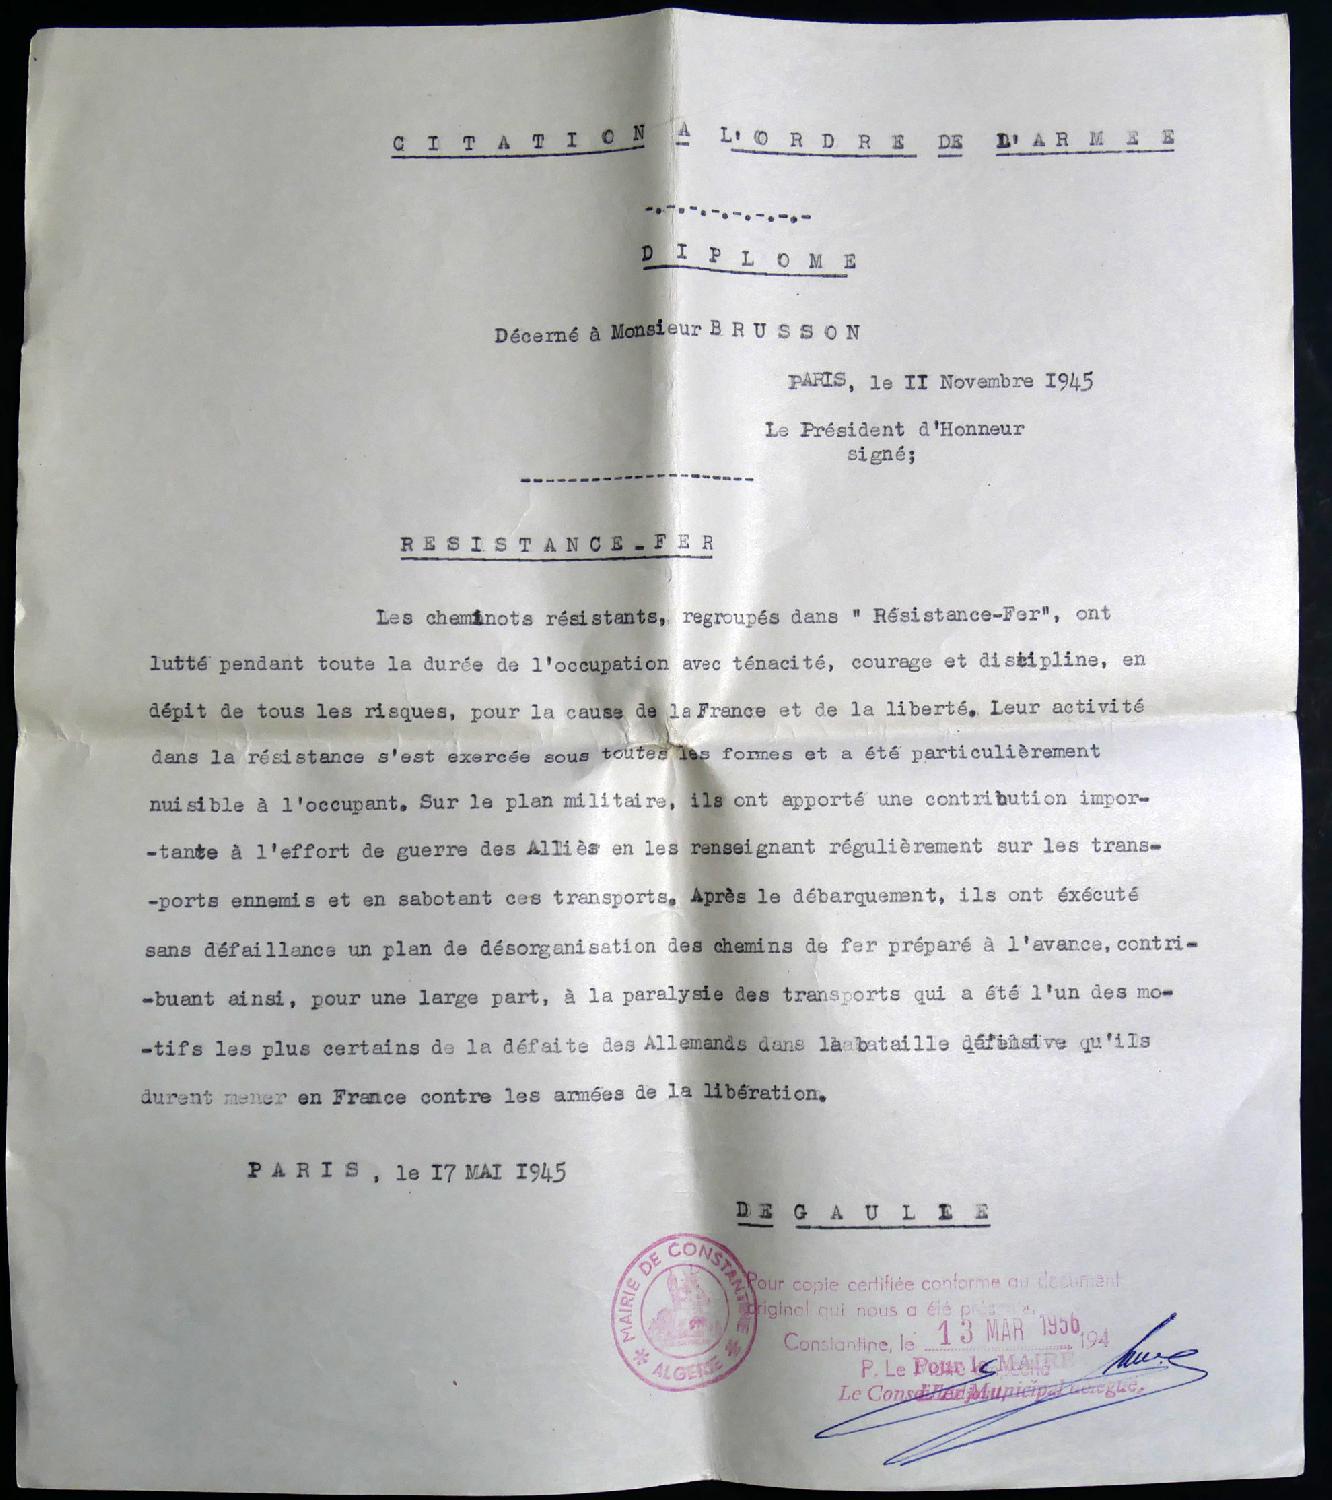 CITATION A L'ORDRE DE L'ARMEE
-.-.-.-.-.-.-.-
DIPLOME
Décerné à Monsieur BRUSSON
PARIS, le II Novembre I945
Le Président d'Honneur
signé;
---------------------
RESISTANCE-FER
Les cheminots résistants, regroupés dans " Résistance-Fer", ont
lutté pendant toute la durée de l'occupation avec ténacité, courage et discipline, en
dépit de tous les risques, pour la cause de la France et de la liberté. Leur activité
dans la résistance s'est exercée sous toutes les formes et a été particulièrement
nuisible à l'occupant. Sur le plan militaire, ils ont apporté une contribution impor-
-tante à l'effort de guerre des Alliès en les renseignant régulièrement sur les trans-
-ports ennemis et en sabotant ces transports. Après le débarquement, ils ont éxécuté
sans défaillance un plan de désorganisation des chemins de fer préparé à l'avance, contri-
-buant ainsi, pour une large part, à la paralysie des transports qui a été l'un des mo-
-tifs les plus certains de la défaite des Allemands dans la bataille défensive qu'ils
durent mener en France contre les armées de la libération.
PARIS, le I7 MAI I945
DE GAULLE
MAIRIE DE CONSTANTINE
* ALGERIE *
Pour copie certifiée conforme au document
original qui nous a été
Constantine, le 13 MAR 1956 194
P. Le Pour le MAIRE
Le Municipal délégué,